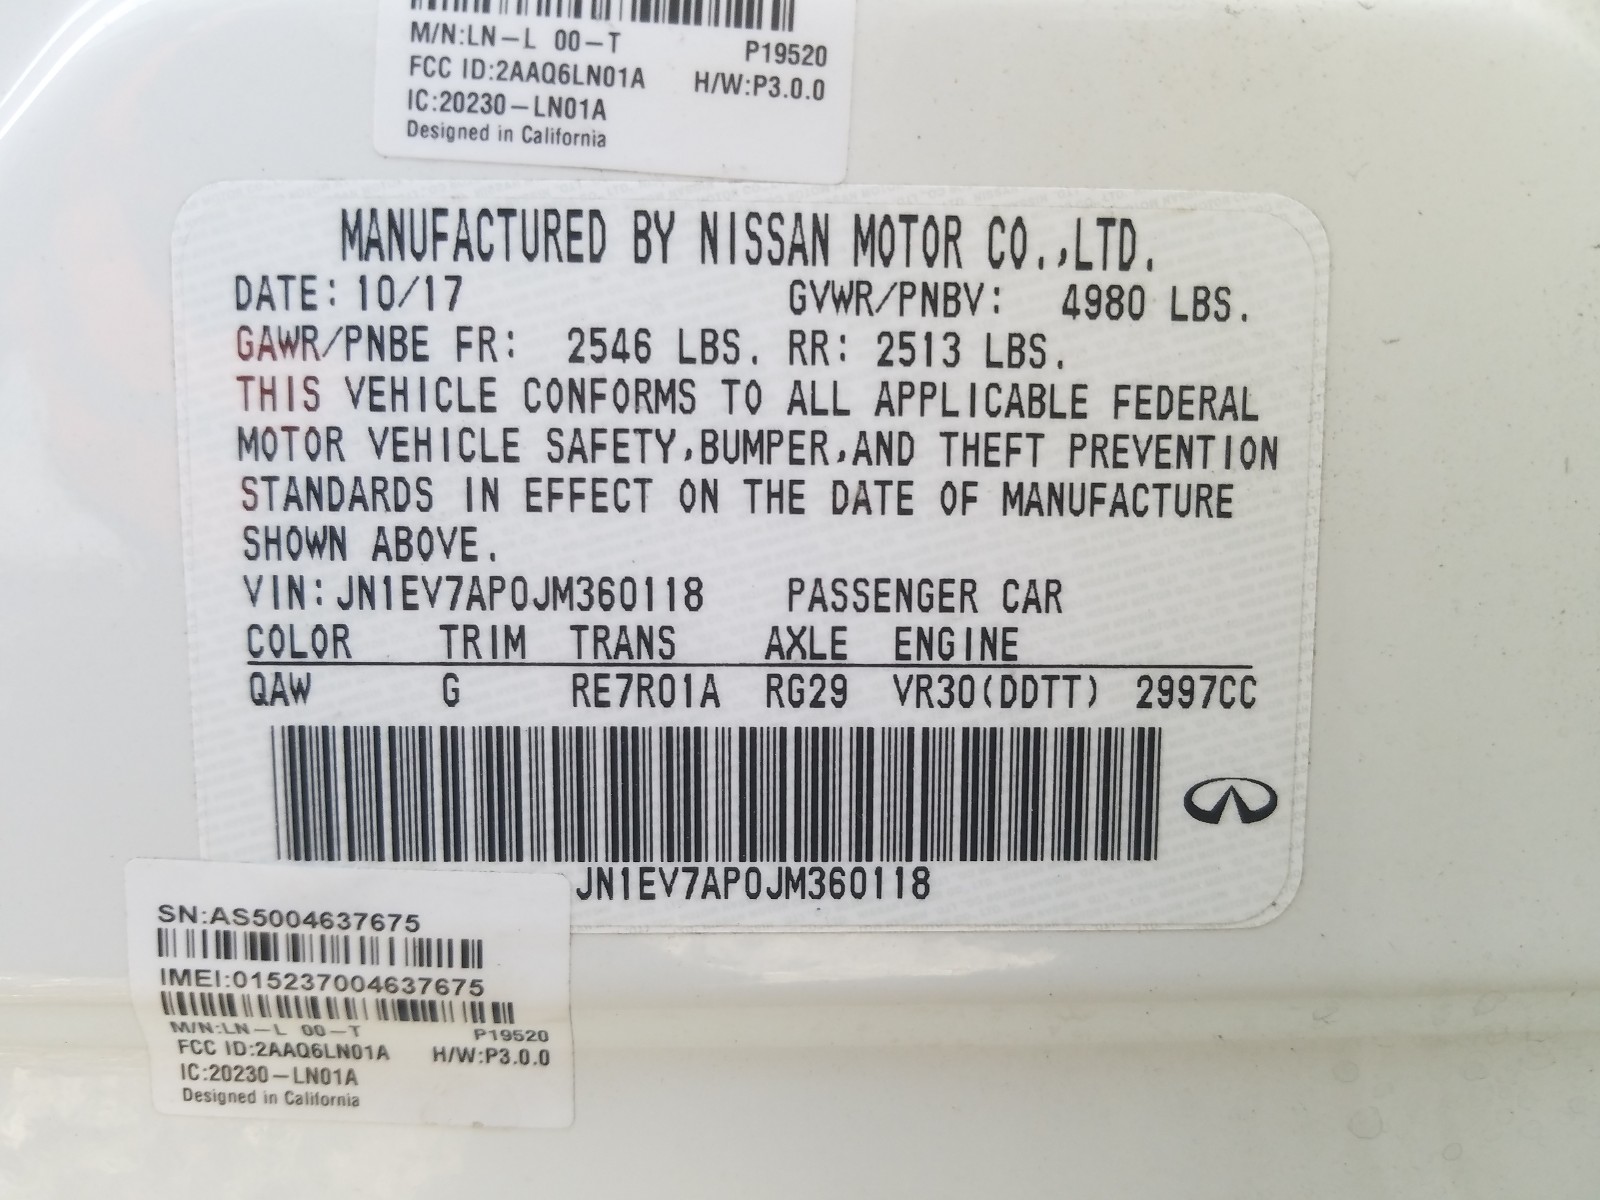 M/N:LN-L 00-T P19520
FCC ID:2AAQ6LN01A H/W:P3.0.0
IC:20230-LN01A
Designed in California
MANUFACTURED BY NISSAN MOTOR CO.,LTD.
DATE: 10/17 GVWR/PNBV: 4980 LBS.
GAWR/PNBE FR: 2546 LBS. RR: 2513 LBS.
THIS VEHICLE CONFORMS TO ALL APPLICABLE FEDERAL
MOTOR VEHICLE SAFETY,BUMPER,AND THEFT PREVENTION
STANDARDS IN EFFECT ON THE DATE OF MANUFACTURE
SHOWN ABOVE.
VIN:JN1EV7AP0JM360118 PASSENGER CAR
COLOR TRIM TRANS AXLE ENGINE
QAW G RE7R01A RG29 VR30(DDTT) 2997CC
JN1EV7AP0JM360118
SN:AS5004637675
IMEI:015237004637675
M/N:LN-L 00-T P19520
FCC ID:2AAQ6LN01A H/W:P3.0.0
IC:20230-LN01A
Designed in California